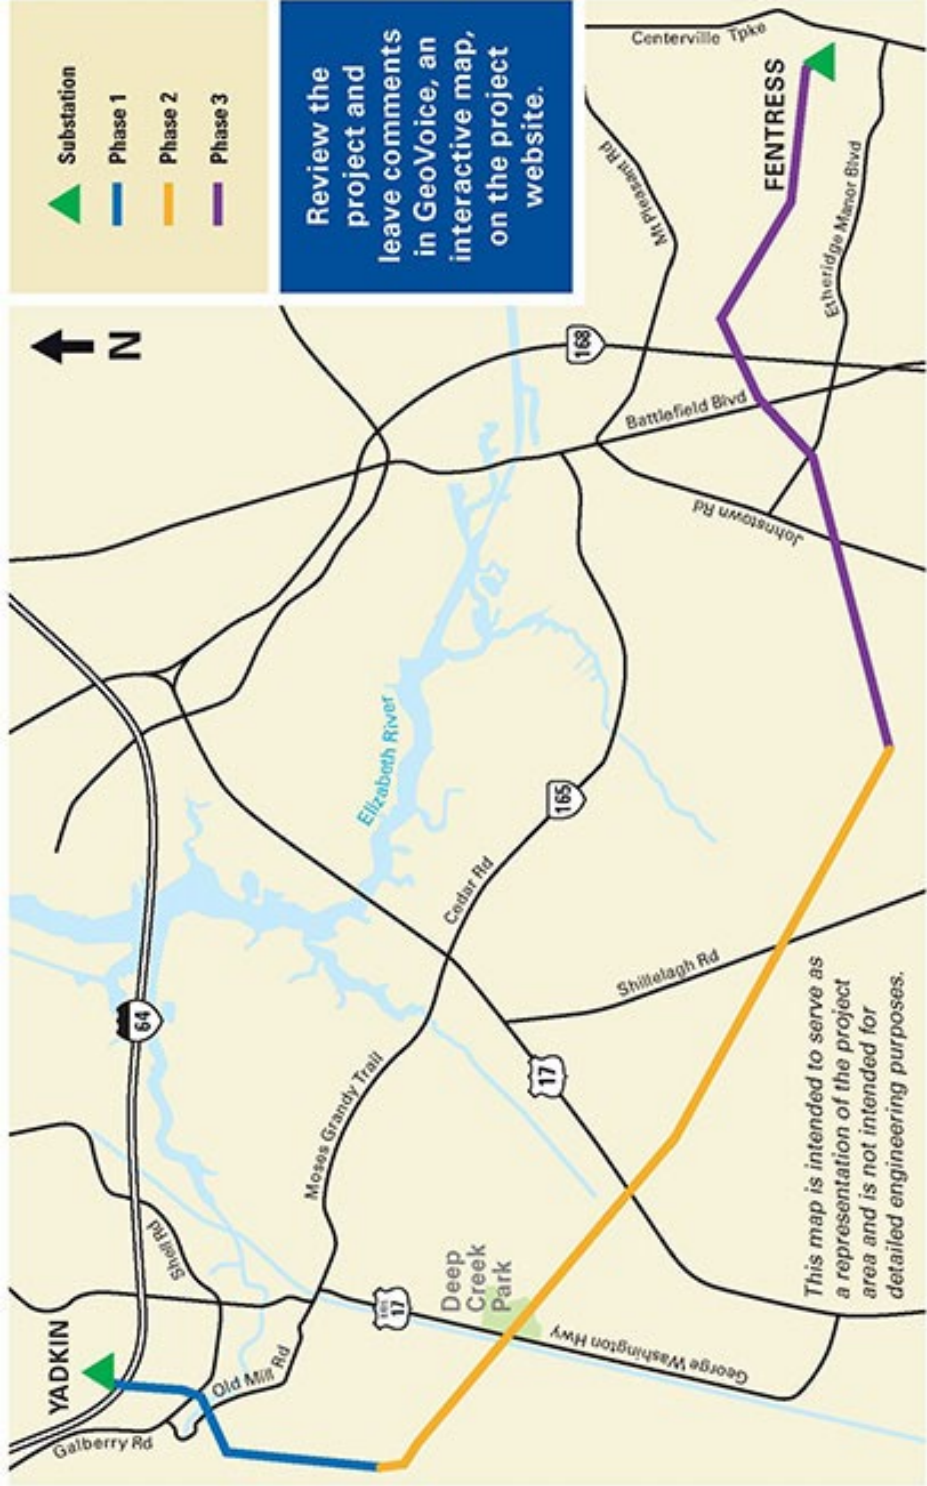 Substation
Phase 1
Phase 2
Phase 3
Review the
project and
leave comments
in GeoVoice, an
interactive map,
on the project
website.
N
YADKIN
Galberry Rd
Old Mill Rd
Shell Rd
64
Moses Grandy Trail
17
Deep
Creek
Park
George Washington Hwy
17
Cedar Rd
165
Elizabeth River
Shillelagh Rd
168
Battlefield Blvd
Johnstown Rd
Mt Pleasant Rd
Centerville Tpke
FENTRESS
Etheridge Manor Blvd
This map is intended to serve as
a representation of the project
area and is not intended for
detailed engineering purposes.